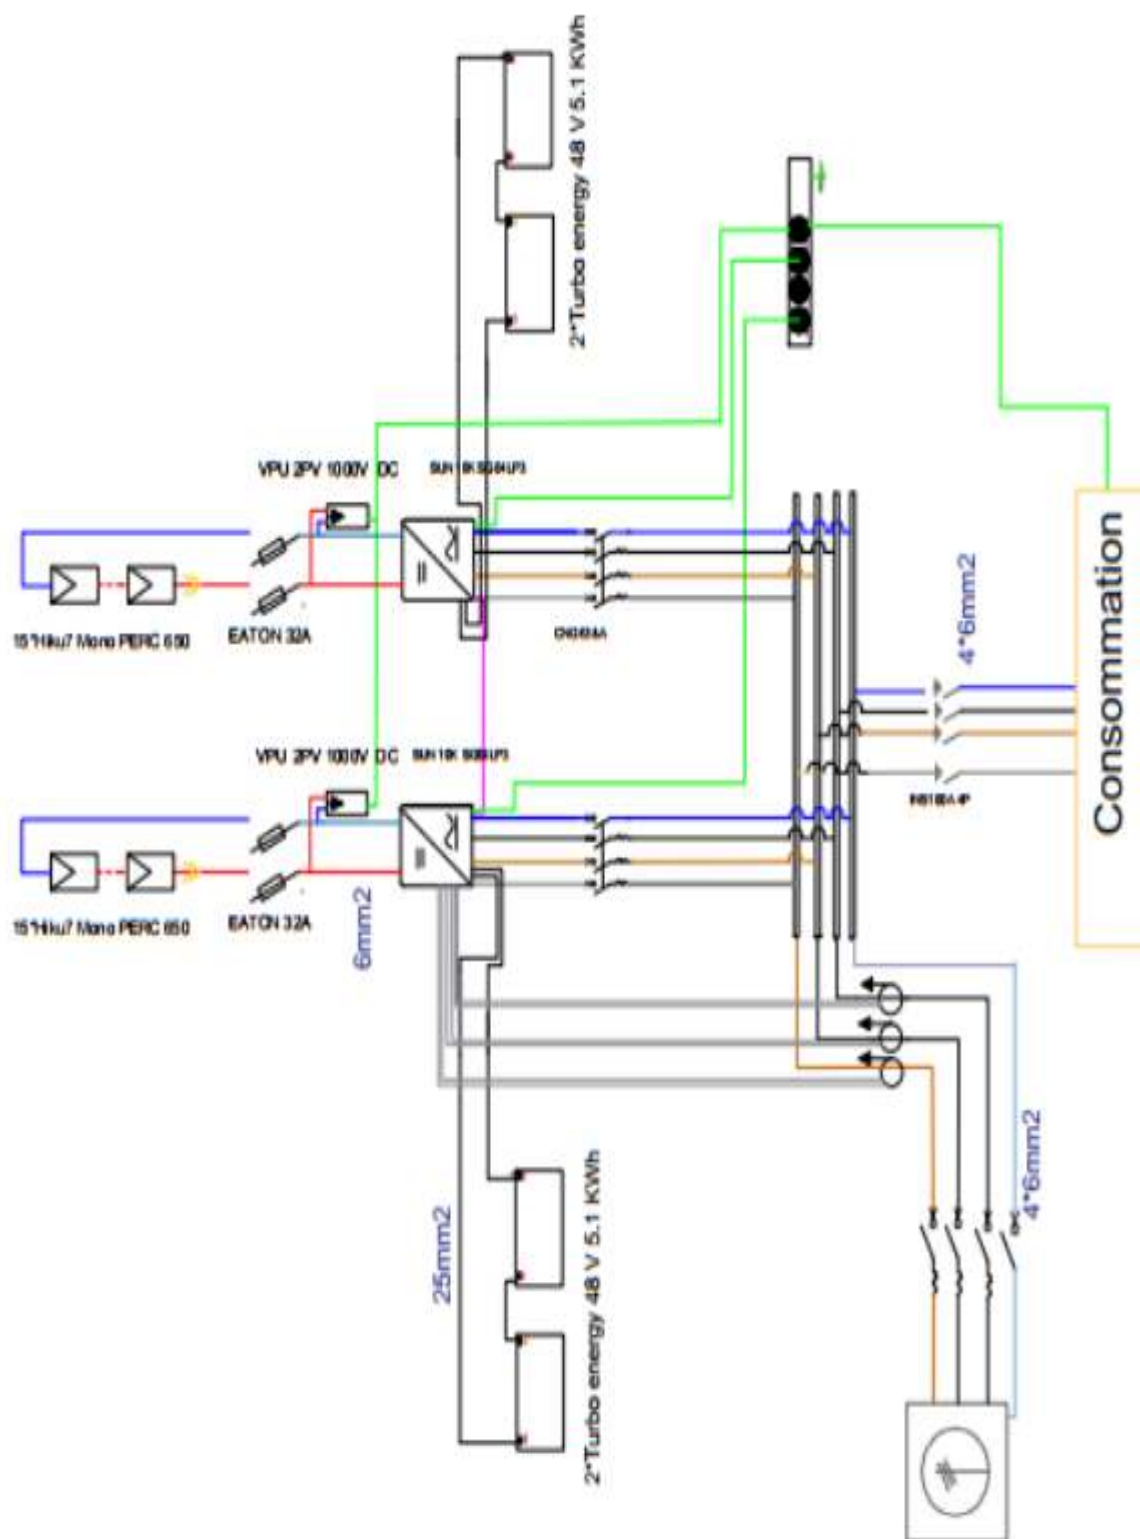 2*Turbo energy 48 V 5.1 KWh
VPU 2PV 1000V DC
15*Hiku7 Mono PERC 650
EATON 32A
4*6mm2
Consommation
VPU 2PV 1000V DC
15*Hiku7 Mono PERC 650
EATON 32A
6mm2
25mm2
4*6mm2
2*Turbo energy 48 V 5.1 KWh